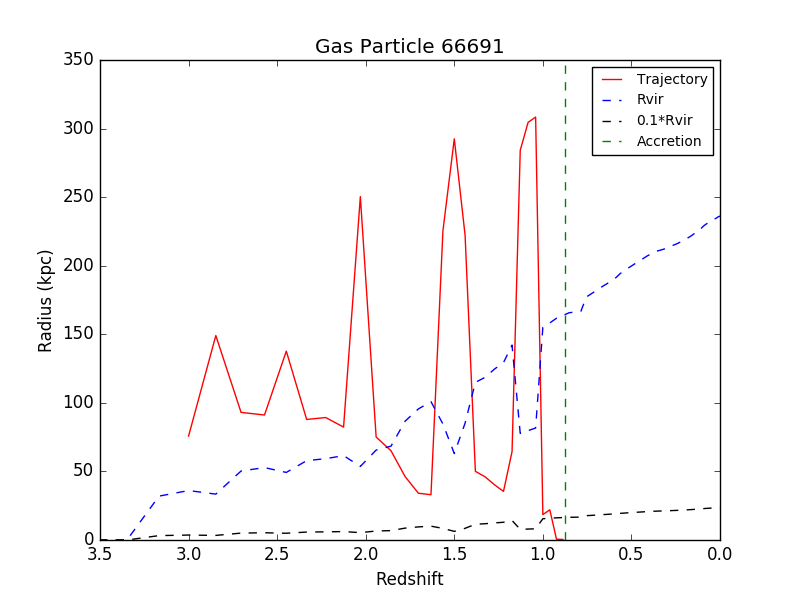 Gas Particle 66691
350
300
250
200
150
100
50
0
Radius (kpc)
Trajectory
Rvir
0.1*Rvir
Accretion
3.5 3.0 2.5 2.0 1.5 1.0 0.5 0.0
Redshift